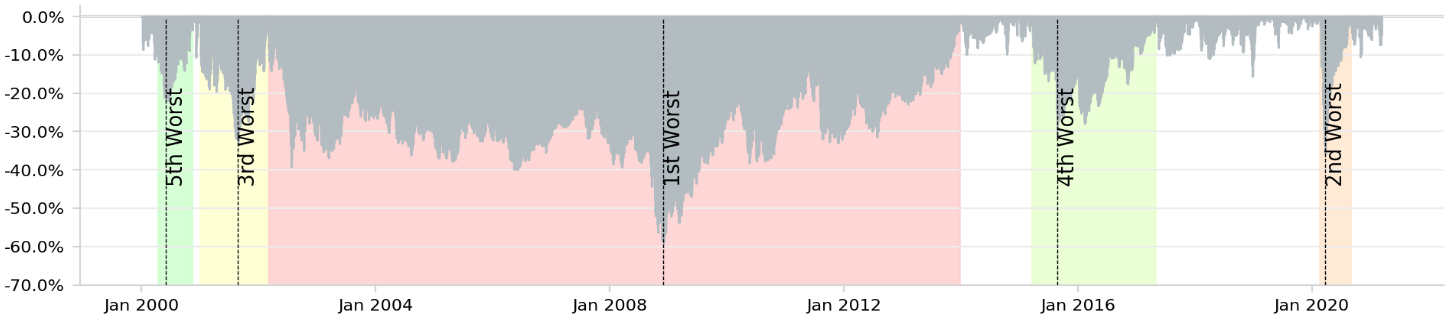 0.0%
-10.0%
-20.0%
-30.0%
-40.0%
-50.0%
-60.0%
-70.0%
5th Worst
3rd Worst
1st Worst
4th Worst
2nd Worst
Jan 2000
Jan 2004
Jan 2008
Jan 2012
Jan 2016
Jan 2020